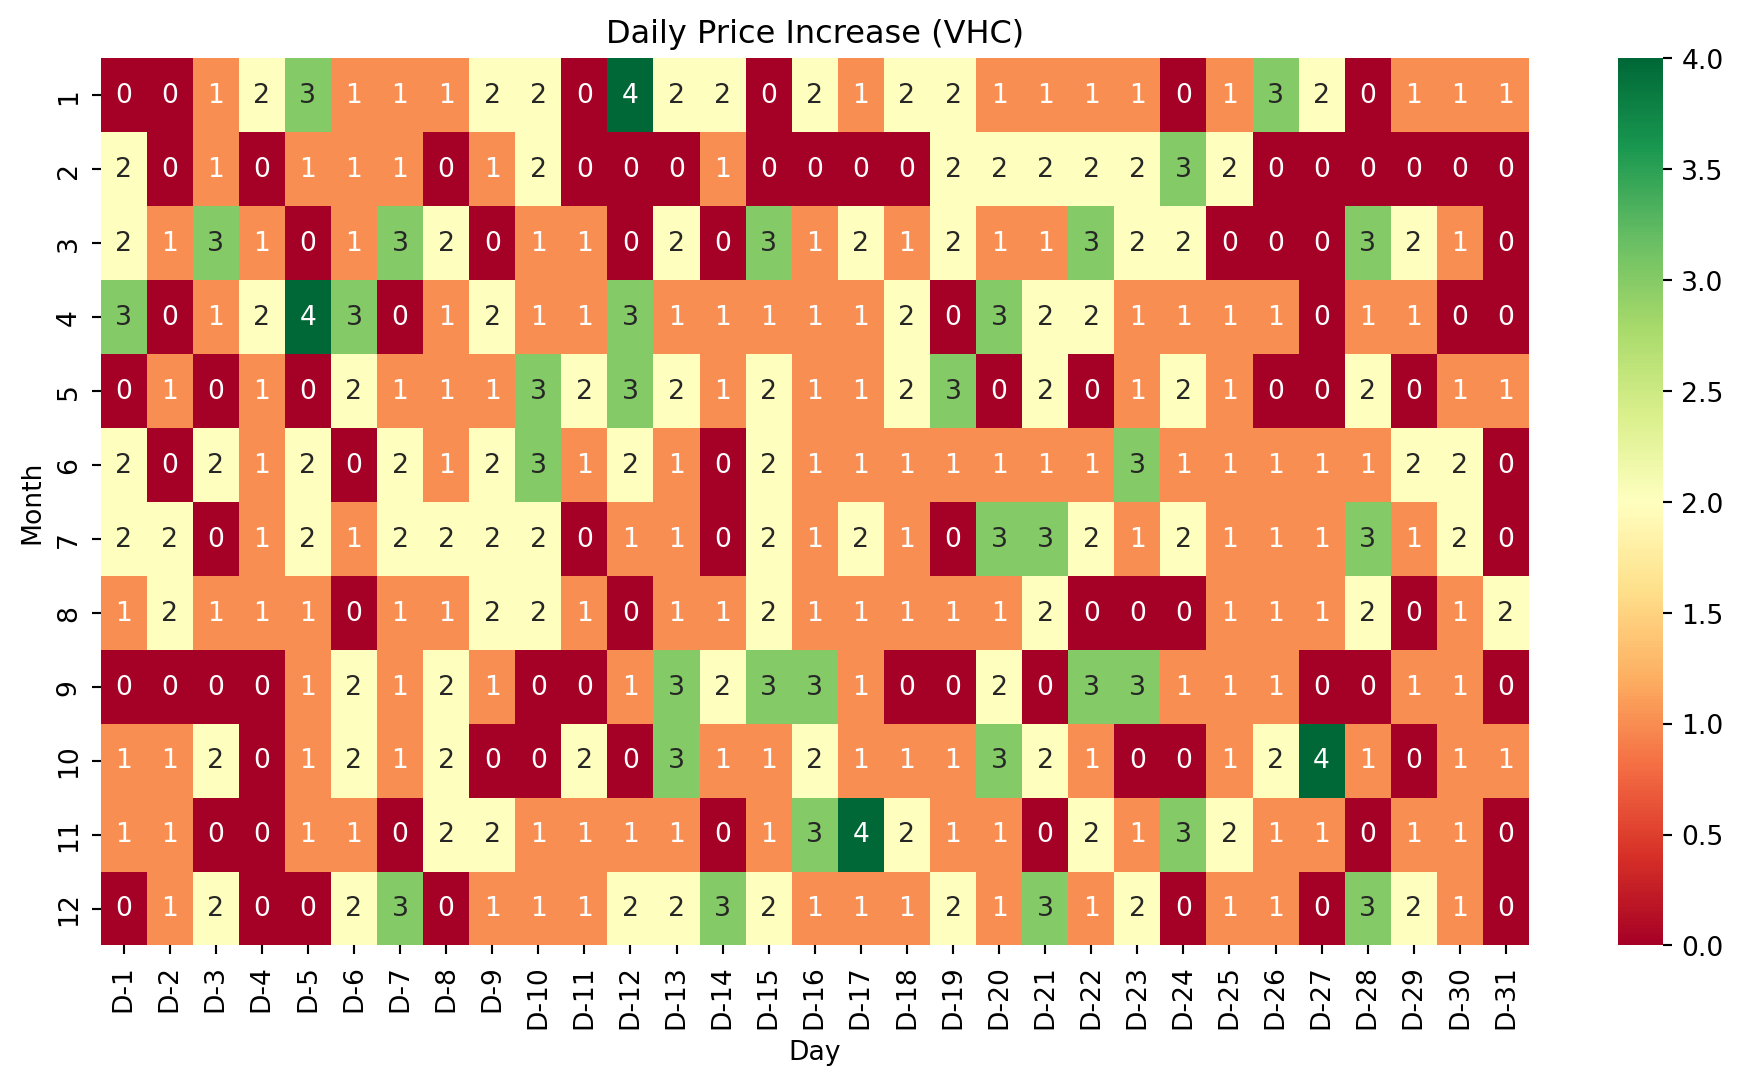 Daily Price Increase (VHC)
1 0 0 1 2 3 1 1 1 2 2 0 4 2 2 0 2 1 2 2 1 1 1 1 0 1 3 2 0 1 1 1
2 2 0 1 0 1 1 1 0 1 2 0 0 0 1 0 0 0 0 2 2 2 2 2 3 2 0 0 0 0 0 0
3 2 1 3 1 0 1 3 2 0 1 1 0 2 0 3 1 2 1 2 1 1 3 2 2 0 0 0 3 2 1 0
4 3 0 1 2 4 3 0 1 2 1 1 3 1 1 1 1 1 2 0 3 2 2 1 1 1 1 0 1 1 0 0
5 0 1 0 1 0 2 1 1 1 3 2 3 2 1 2 1 1 2 3 0 2 0 1 2 1 0 0 2 0 1 1
6 2 0 2 1 2 0 2 1 2 3 1 2 1 0 2 1 1 1 1 1 1 1 3 1 1 1 1 1 2 2 0
7 2 2 0 1 2 1 2 2 2 2 0 1 1 0 2 1 2 1 0 3 3 2 1 2 1 1 1 3 1 2 0
8 1 2 1 1 1 0 1 1 2 2 1 0 1 1 2 1 1 1 1 1 2 0 0 0 1 1 1 2 0 1 2
9 0 0 0 0 1 2 1 2 1 0 0 1 3 2 3 3 1 0 0 2 0 3 3 1 1 1 0 0 1 1 0
10 1 1 2 0 1 2 1 2 0 0 2 0 3 1 1 2 1 1 1 3 2 1 0 0 1 2 4 1 0 1 1
11 1 1 0 0 1 1 0 2 2 1 1 1 1 0 1 3 4 2 1 1 0 2 1 3 2 1 1 0 1 1 0
12 0 1 2 0 0 2 3 0 1 1 1 2 2 3 2 1 1 1 2 1 3 1 2 0 1 1 0 3 2 1 0
Month
D-1 D-2 D-3 D-4 D-5 D-6 D-7 D-8 D-9 D-10 D-11 D-12 D-13 D-14 D-15 D-16 D-17 D-18 D-19 D-20 D-21 D-22 D-23 D-24 D-25 D-26 D-27 D-28 D-29 D-30 D-31
Day
4.0
3.5
3.0
2.5
2.0
1.5
1.0
0.5
0.0